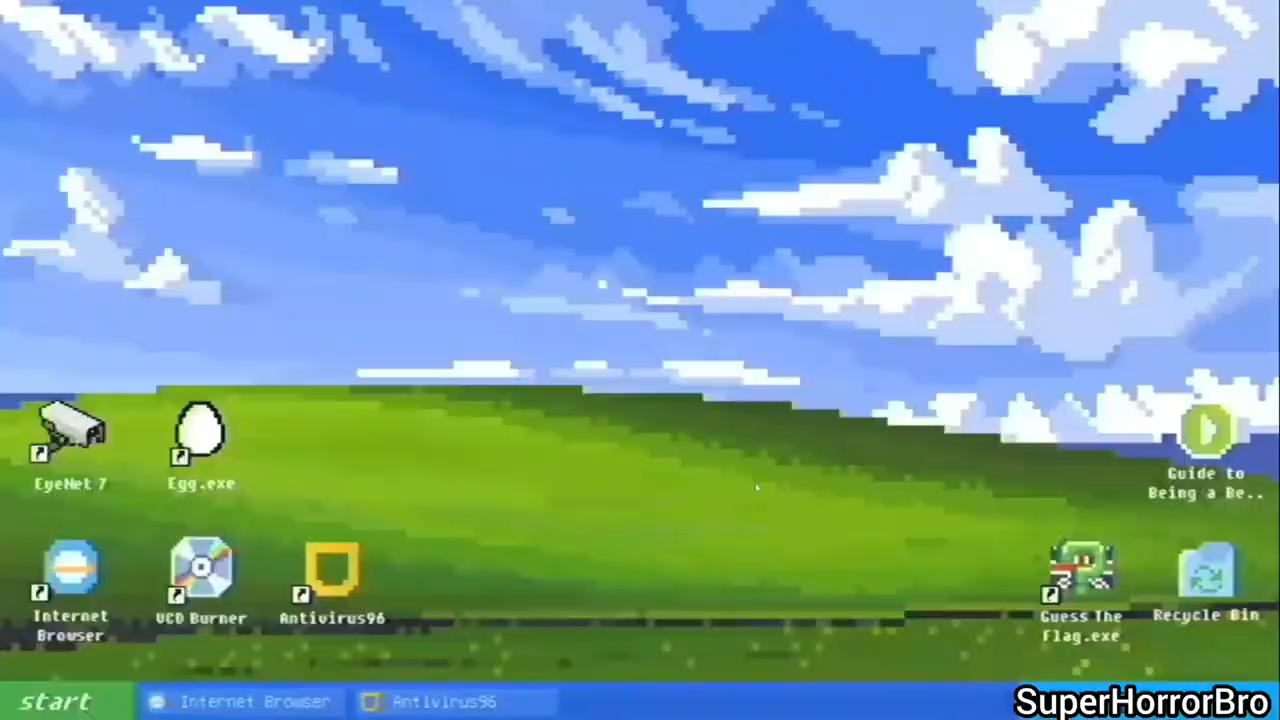 EyeNet 7
Egg.exe
Guide to
Being a Be..
Internet
Browser
VCD Burner
Antivirus96
Guess The
Flag.exe
Recycle Bin
start
Internet Browser
Antivirus96
SuperHorrorBro